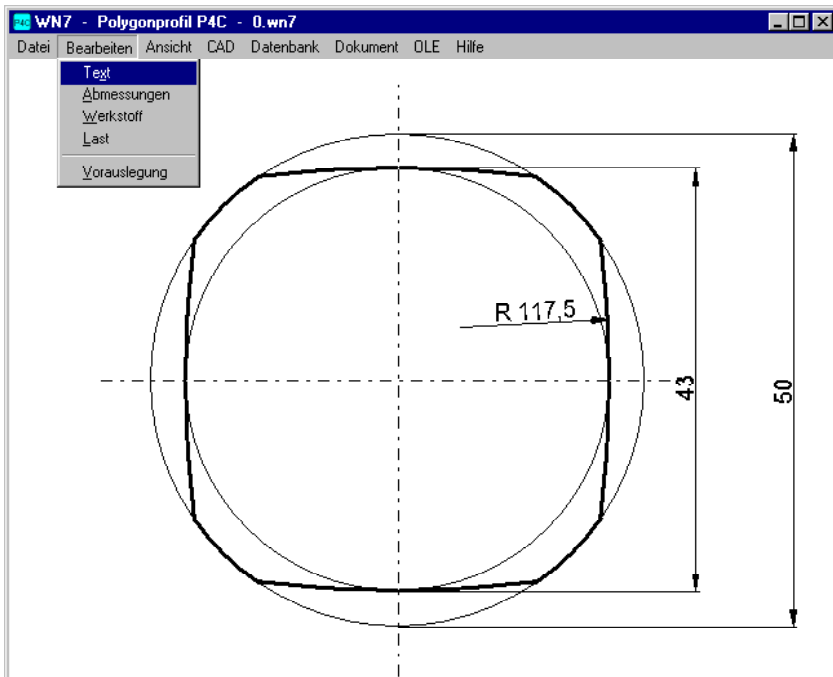 P4C WN7 - Polygonprofil P4C - 0.wn7
Datei Bearbeiten Ansicht CAD Datenbank Dokument OLE Hilfe
Text
Abmessungen
Werkstoff
Last
Vorauslegung
R 117,5
43
50